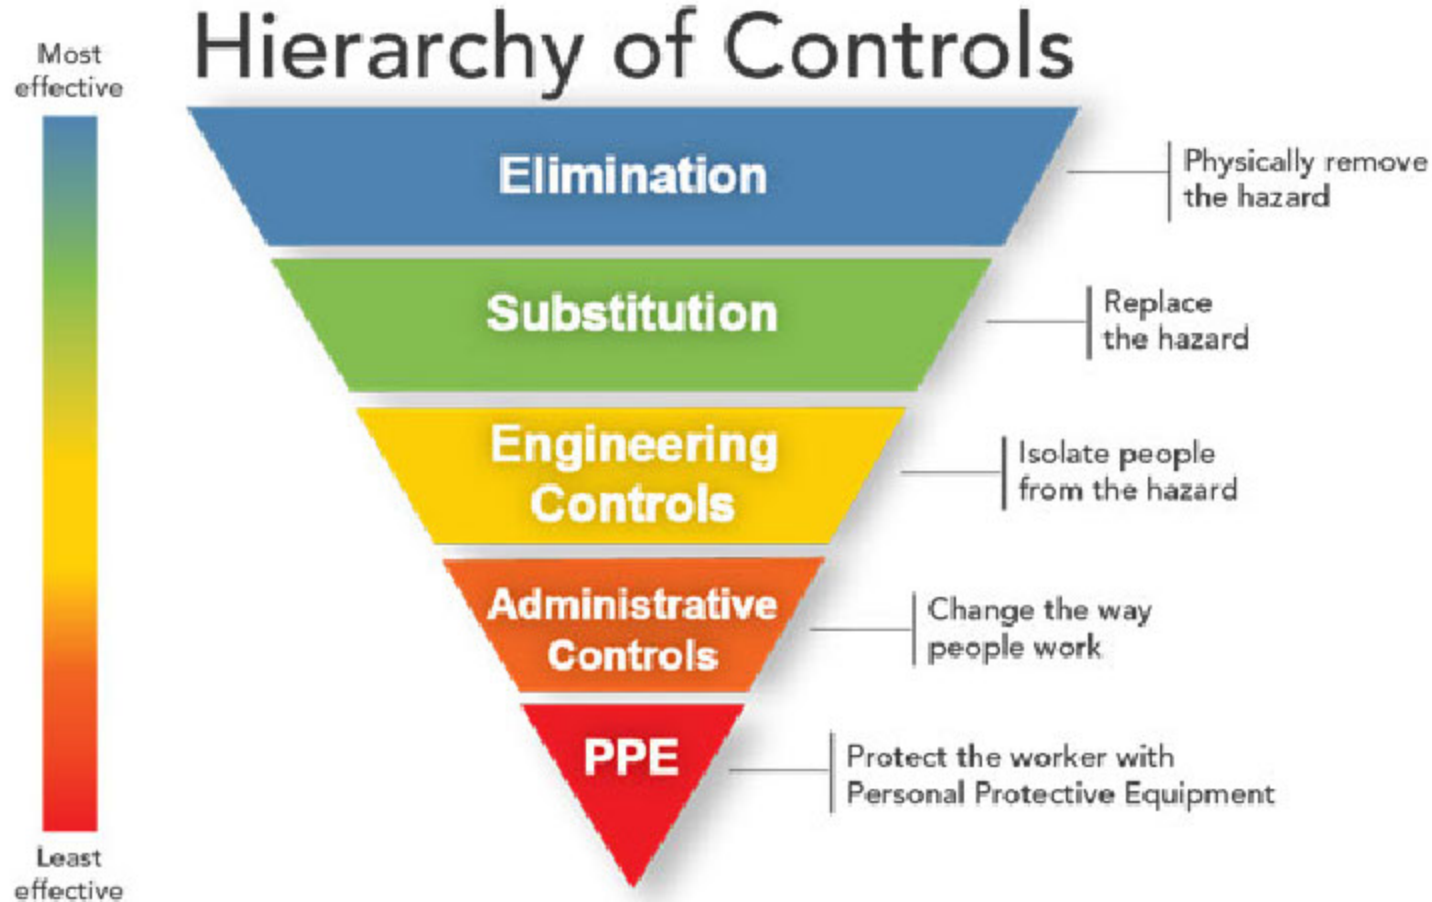 Hierarchy of Controls
Most
effective
Elimination
Physically remove
the hazard
Substitution
Replace
the hazard
Engineering
Controls
Isolate people
from the hazard
Administrative
Controls
Change the way
people work
PPE
Protect the worker with
Personal Protective Equipment
Least
effective